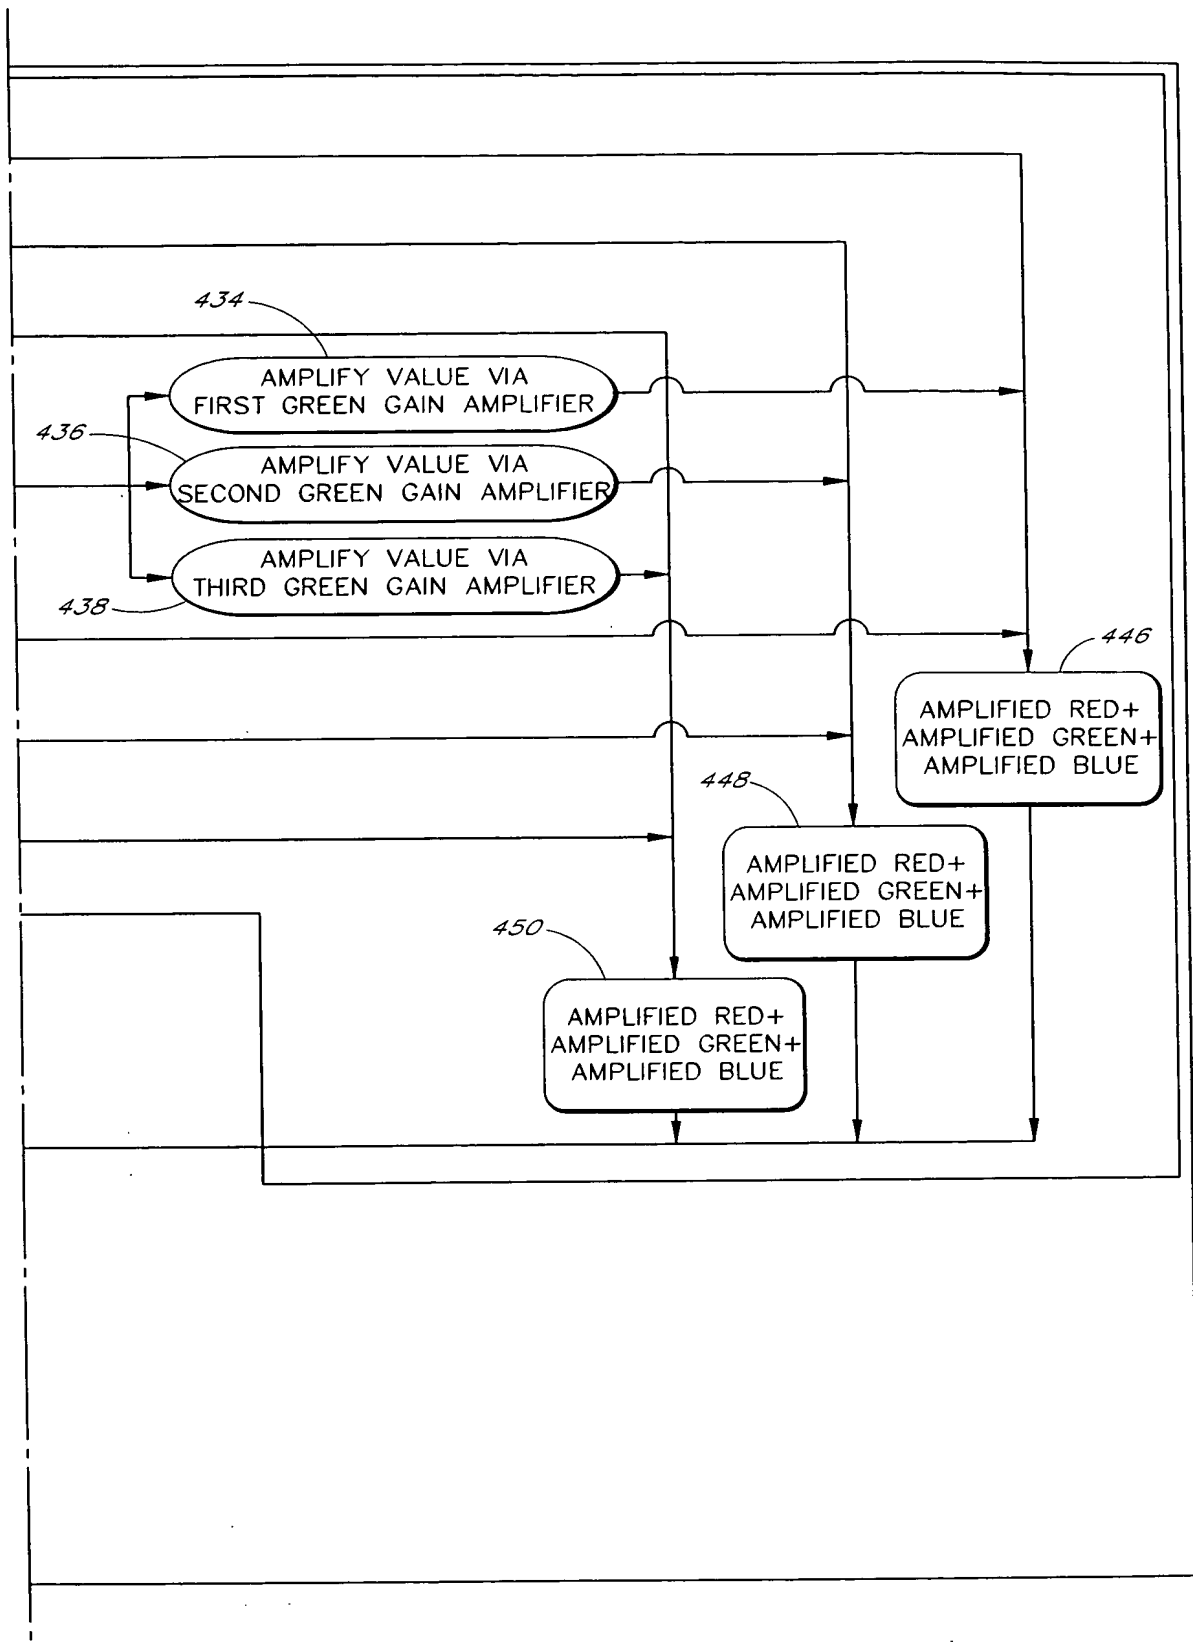 434
AMPLIFY VALUE VIA
FIRST GREEN GAIN AMPLIFIER
436
AMPLIFY VALUE VIA
SECOND GREEN GAIN AMPLIFIER
AMPLIFY VALUE VIA
THIRD GREEN GAIN AMPLIFIER
438
446
AMPLIFIED RED+
AMPLIFIED GREEN+
AMPLIFIED BLUE
448
AMPLIFIED RED+
AMPLIFIED GREEN+
AMPLIFIED BLUE
450
AMPLIFIED RED+
AMPLIFIED GREEN+
AMPLIFIED BLUE